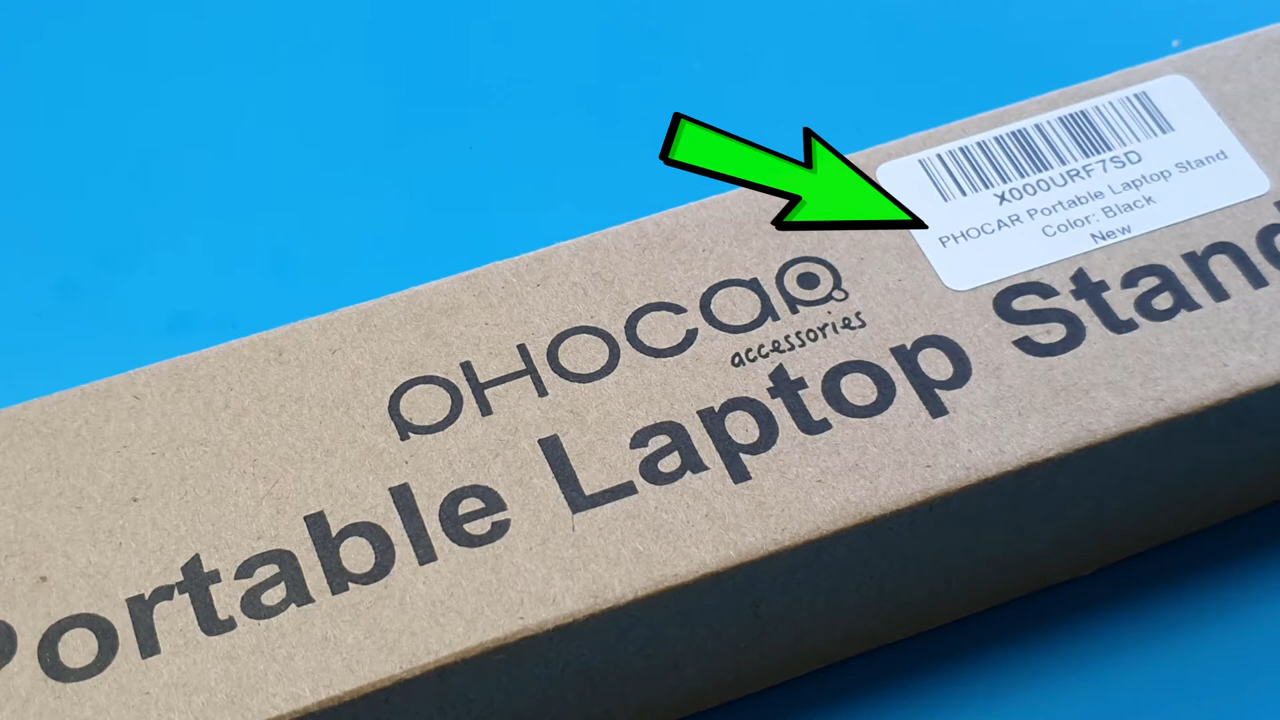 X000URF7SD
PHOCAR Portable Laptop Stand
Color: Black
New
PHOCAR
accessories
Portable Laptop Stand